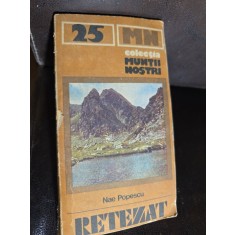 25 MN
colecția
MUNȚII
NOȘTRI
Nae Popescu
RETEZAT